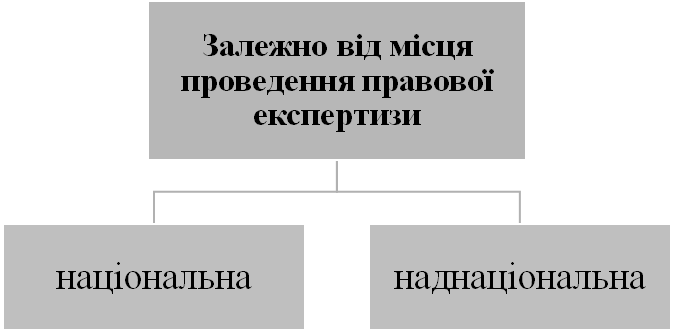 Залежно від місця
проведення правової
експертизи
національна
наднаціональна